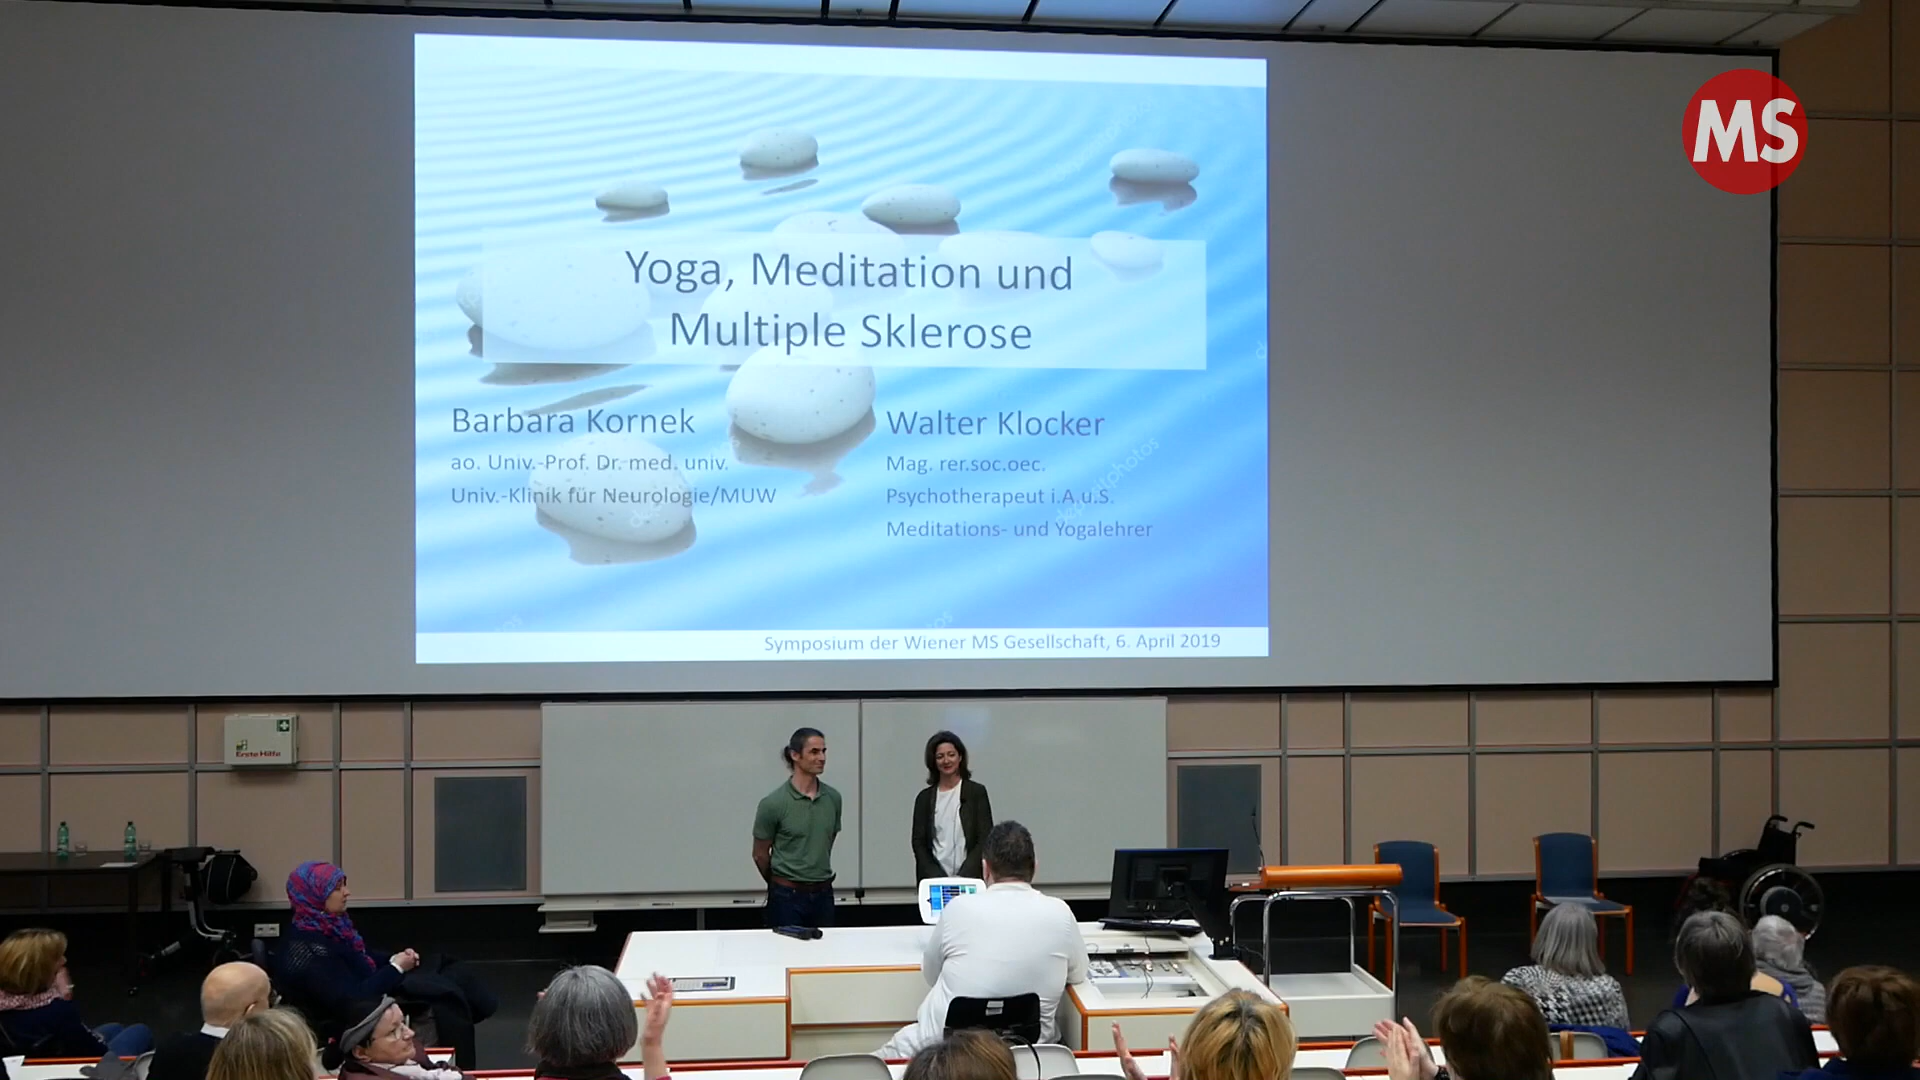 MS
Yoga, Meditation und
Multiple Sklerose
Barbara Kornek
ao. Univ.-Prof. Dr. med. univ.
Univ.-Klinik für Neurologie/MUW
Walter Klocker
Mag. rer.soc.oec.
Psychotherapeut i.A.u.S.
Meditations- und Yogalehrer
Symposium der Wiener MS Gesellschaft, 6. April 2019
Erste Hilfe
depositphotos